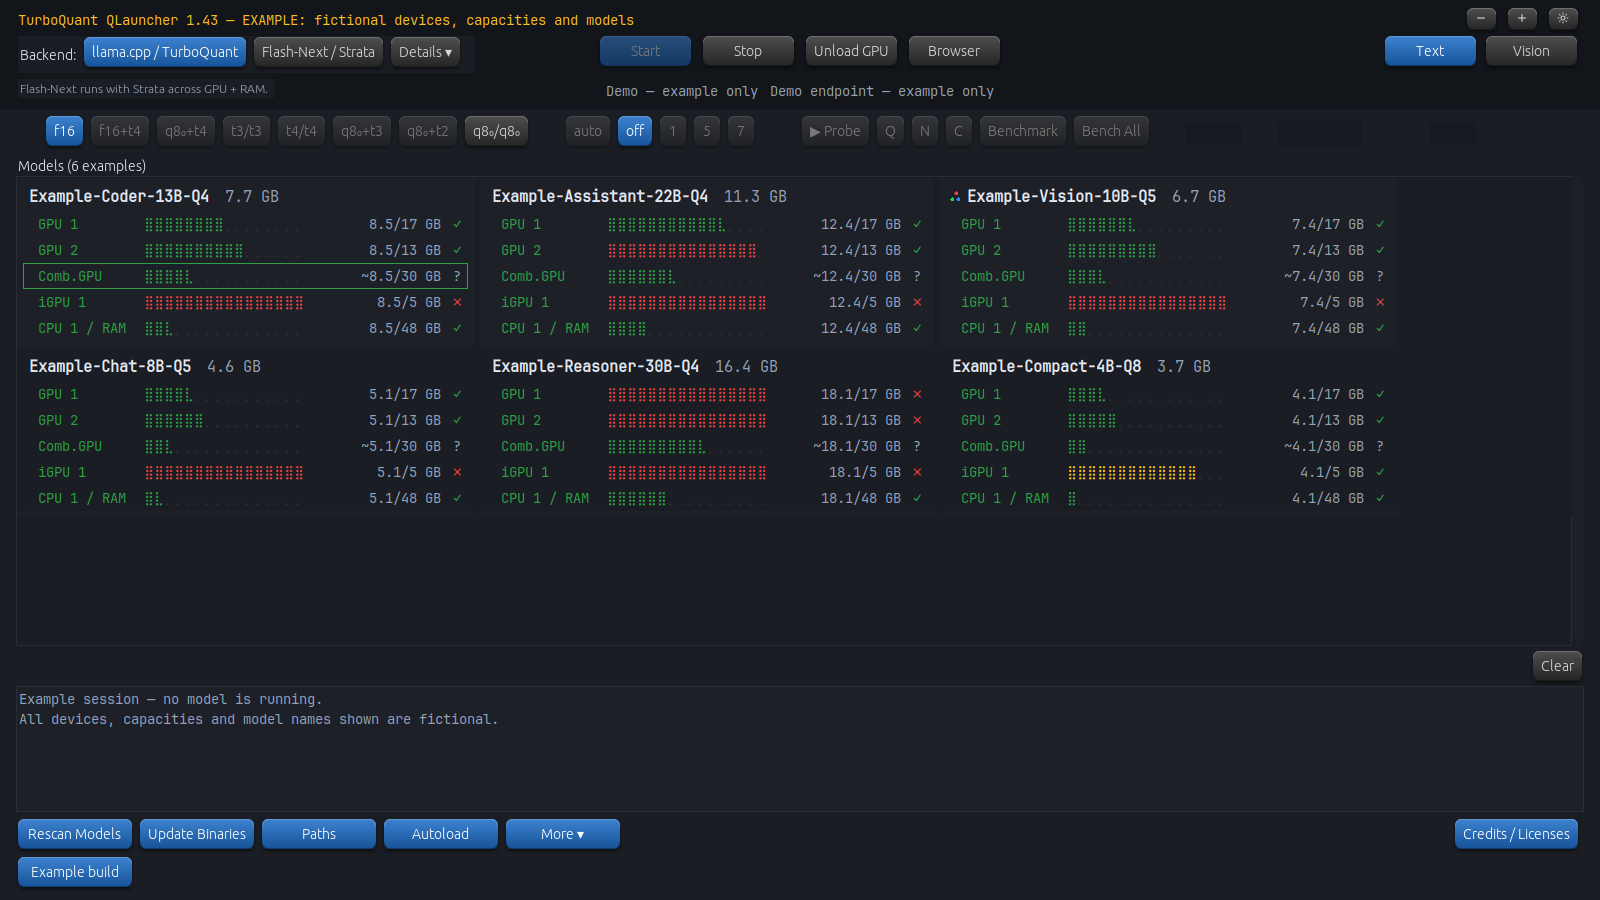 TurboQuant QLauncher 1.43 — EXAMPLE: fictional devices, capacities and models
− + 
Backend: llama.cpp / TurboQuant Flash-Next / Strata Details ▾ Start Stop Unload GPU Browser Text Vision
Flash-Next runs with Strata across GPU + RAM.
Demo — example only Demo endpoint — example only
f16 f16+t4 q8₀+t4 t3/t3 t4/t4 q8₀+t3 q8₀+t2 q8₀/q8₀ auto off 1 5 7 ▶ Probe Q N C Benchmark Bench All
Models (6 examples)
Example-Coder-13B-Q4 7.7 GB
GPU 1 8.5/17 GB ✓
GPU 2 8.5/13 GB ✓
Comb.GPU ~8.5/30 GB ?
iGPU 1 8.5/5 GB ✕
CPU 1 / RAM 8.5/48 GB ✓
Example-Assistant-22B-Q4 11.3 GB
GPU 1 12.4/17 GB ✓
GPU 2 12.4/13 GB ✓
Comb.GPU ~12.4/30 GB ?
iGPU 1 12.4/5 GB ✕
CPU 1 / RAM 12.4/48 GB ✓
Example-Vision-10B-Q5 6.7 GB
GPU 1 7.4/17 GB ✓
GPU 2 7.4/13 GB ✓
Comb.GPU ~7.4/30 GB ?
iGPU 1 7.4/5 GB ✕
CPU 1 / RAM 7.4/48 GB ✓
Example-Chat-8B-Q5 4.6 GB
GPU 1 5.1/17 GB ✓
GPU 2 5.1/13 GB ✓
Comb.GPU ~5.1/30 GB ?
iGPU 1 5.1/5 GB ✕
CPU 1 / RAM 5.1/48 GB ✓
Example-Reasoner-30B-Q4 16.4 GB
GPU 1 18.1/17 GB ✕
GPU 2 18.1/13 GB ✕
Comb.GPU ~18.1/30 GB ?
iGPU 1 18.1/5 GB ✕
CPU 1 / RAM 18.1/48 GB ✓
Example-Compact-4B-Q8 3.7 GB
GPU 1 4.1/17 GB ✓
GPU 2 4.1/13 GB ✓
Comb.GPU ~4.1/30 GB ?
iGPU 1 4.1/5 GB ✓
CPU 1 / RAM 4.1/48 GB ✓
Clear
Example session — no model is running.
All devices, capacities and model names shown are fictional.
Rescan Models Update Binaries Paths Autoload More ▾ Credits / Licenses
Example build